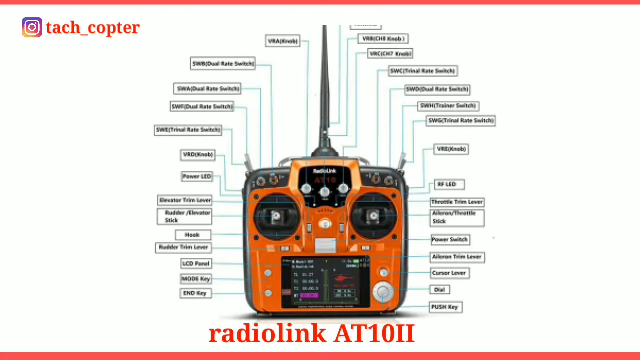 tach_copter
VRA(Knob)
VRB(CH8 Knob )
VRC(CH7 Knob)
SWB(Dual Rate Switch)
SWC(Trinal Rate Switch)
SWA(Dual Rate Switch)
SWD(Dual Rate Switch)
SWF(Dual Rate Switch)
SWH(Trainer Switch)
SWE(Trinal Rate Switch)
SWG(Trinal Rate Switch)
VRD(Knob)
VRE(Knob)
Power LED
RF LED
Elevator Trim Lever
Throttle Trim Lever
Rudder /Elevator
Stick
Aileron/Throttle
Stick
Hook
Power Switch
Rudder Trim Lever
Aileron Trim Lever
LCD Panel
Cursor Lever
MODE Key
Dial
END Key
PUSH Key
RadioLink
AT10
radiolink AT10II